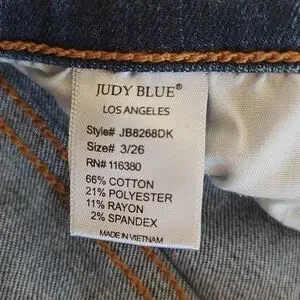 JUDY BLUE®
LOS ANGELES
Style# JB8268DK
Size# 3/26
RN# 116380
66% COTTON
21% POLYESTER
11% RAYON
2% SPANDEX
MADE IN VIETNAM